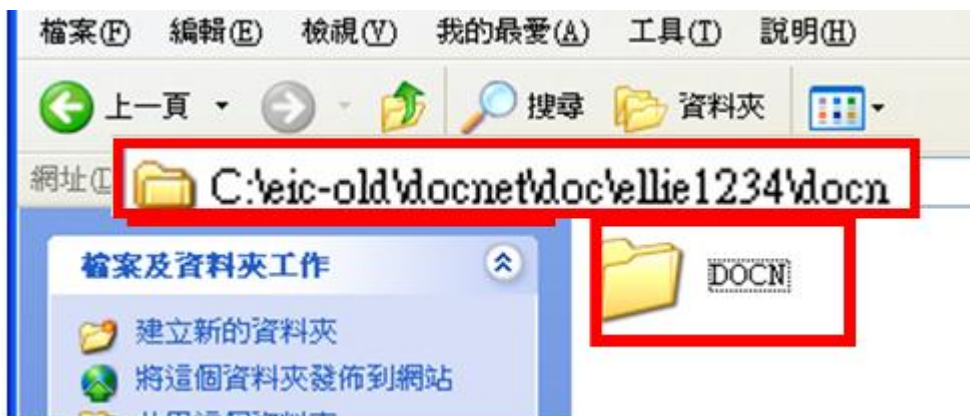 檔案(F) 編輯(E) 檢視(V) 我的最愛(A) 工具(T) 說明(H)
上一頁 搜尋 資料夾
網址(D
C:\eic-old\docnet\doc\ellie1234\docn
檔案及資料夾工作
DOCN
建立新的資料夾
將這個資料夾發佈到網站